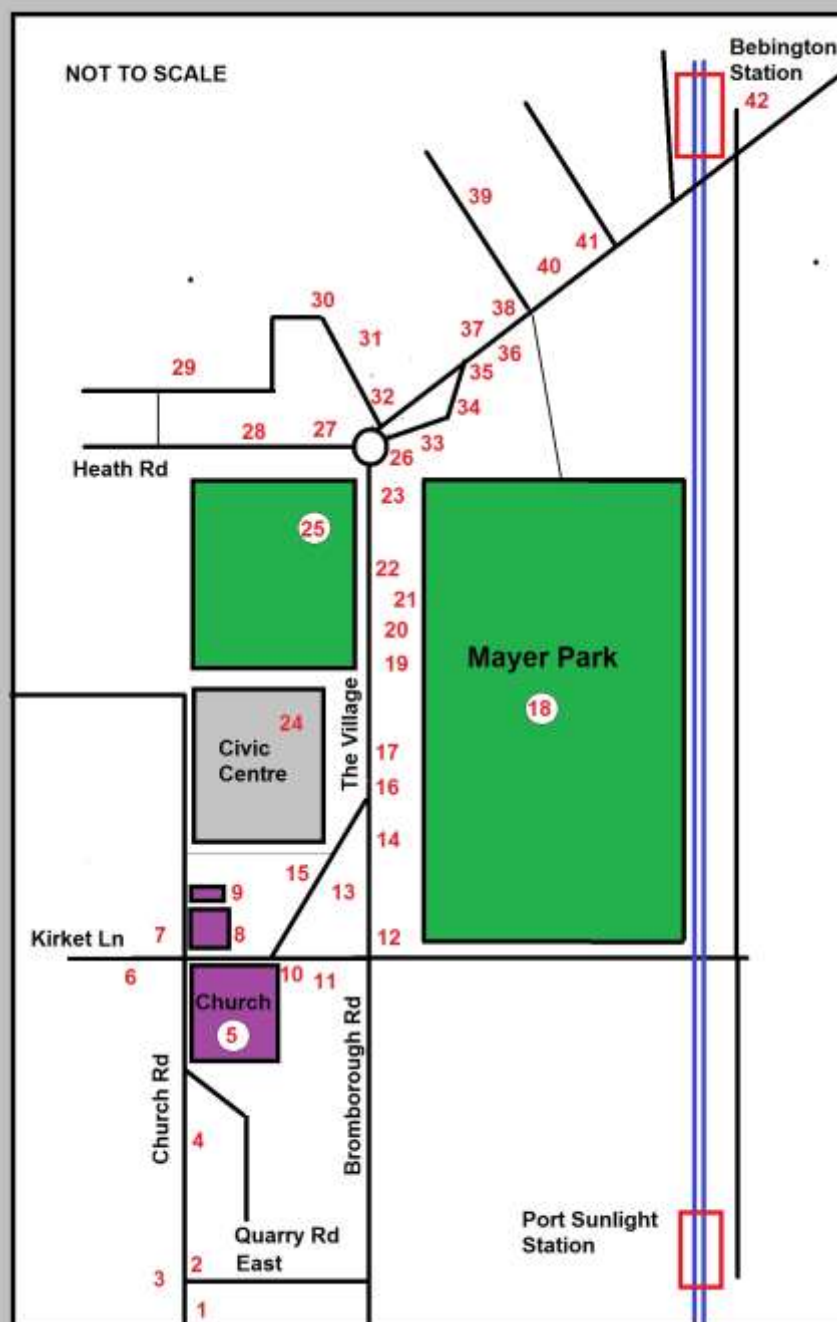 Bebington
Station
NOT TO SCALE
42
39
41
40
30
38
31
37
36
29
35
32
34
28
27
33
26
Heath Rd
23
25
22
21
20
Mayer Park
19
18
24
The Village
Civic
Centre
17
16
14
15
13
9
8
7
12
Kirket Ln
6
10
11
Church
5
Church Rd
Bromborough Rd
4
Port Sunlight
Station
Quarry Rd
East
2
3
1